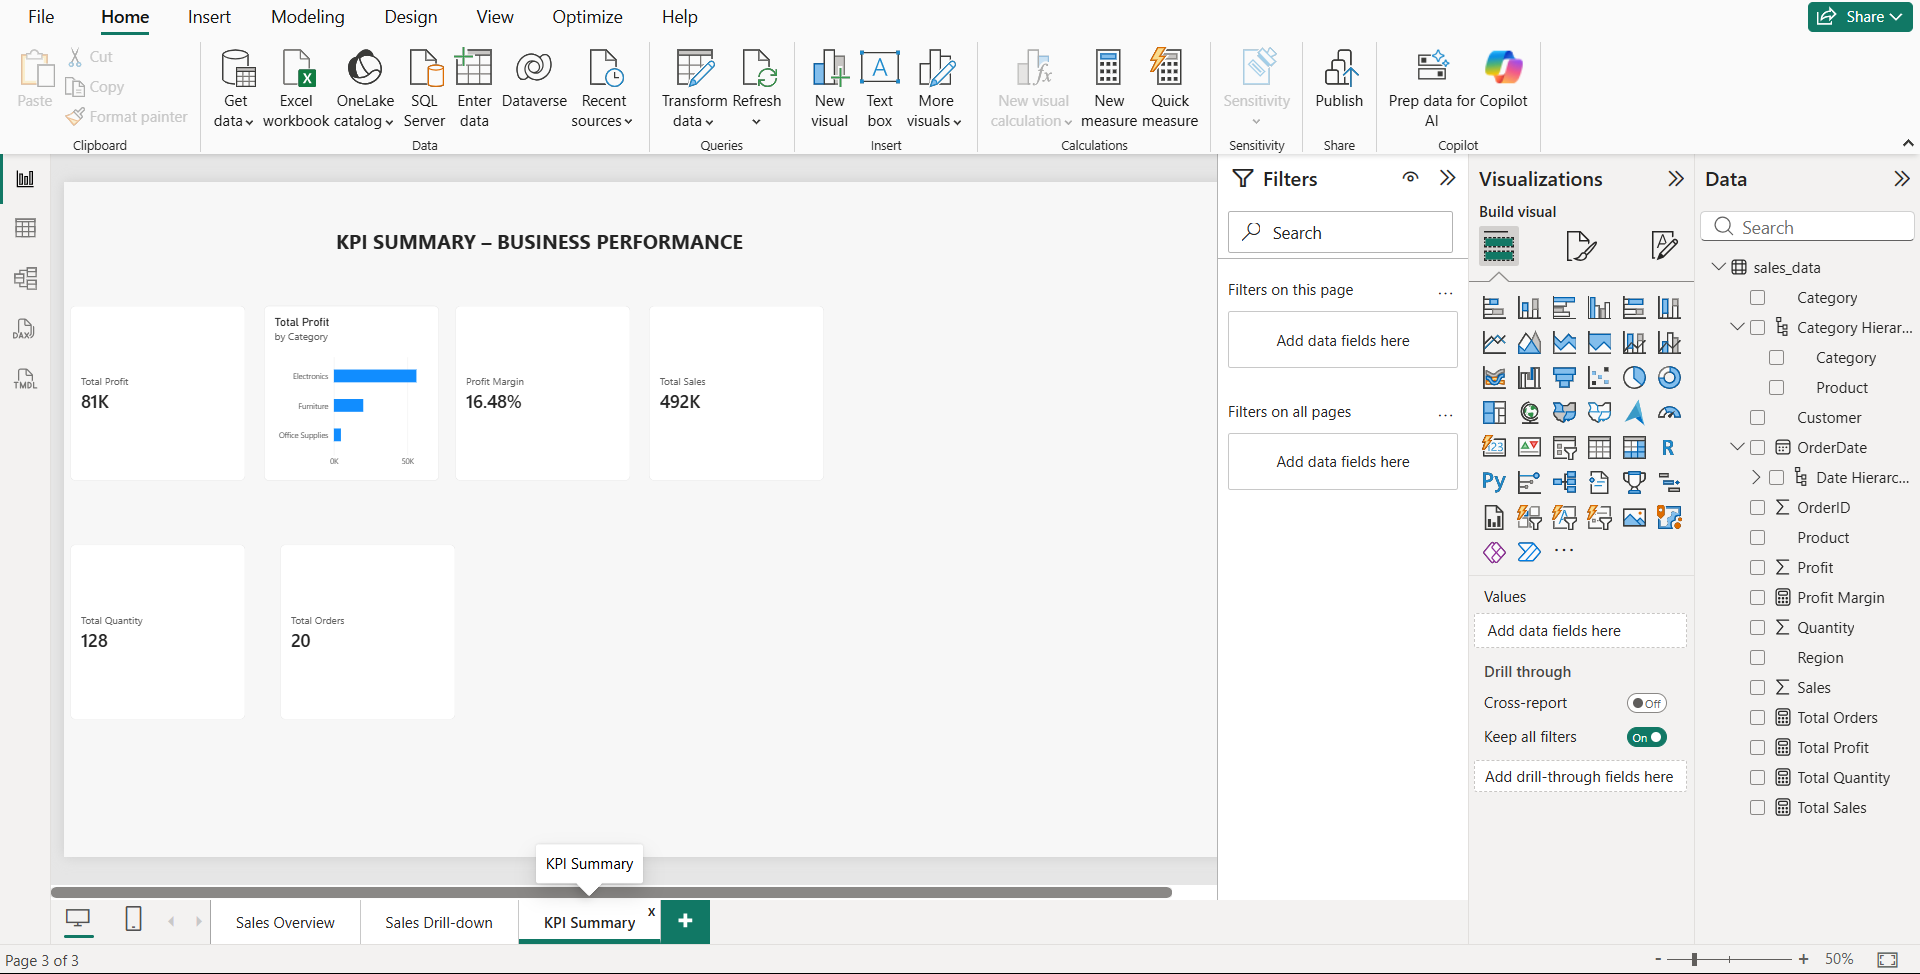 File Home Insert Modeling Design View Optimize Help Share
Paste
Cut
Copy
Format painter
Clipboard
Get data
Excel workbook
OneLake catalog
SQL Server
Enter data
Dataverse
Recent sources
Data
Transform data
Refresh
Queries
New visual
Text box
More visuals
Insert
New visual calculation
New measure
Quick measure
Calculations
Sensitivity
Sensitivity
Publish
Share
Prep data for AI
Copilot
Copilot
DAX
TMDL
KPI SUMMARY – BUSINESS PERFORMANCE
Total Profit
81K
Total Profit
by Category
Electronics
Furniture
Office Supplies
0K 50K
Profit Margin
16.48%
Total Sales
492K
Total Quantity
128
Total Orders
20
KPI Summary
Filters
Search
Filters on this page ...
Add data fields here
Filters on all pages ...
Add data fields here
Visualizations
Build visual
123
R
Py
...
Values
Add data fields here
Drill through
Cross-report Off
Keep all filters On
Add drill-through fields here
Data
Search
sales_data
Category
Category Hierar...
Category
Product
Customer
OrderDate
Date Hierarc...
OrderID
Product
Profit
Profit Margin
Quantity
Region
Sales
Total Orders
Total Profit
Total Quantity
Total Sales
Sales Overview Sales Drill-down KPI Summary x +
Page 3 of 3
- + 50%